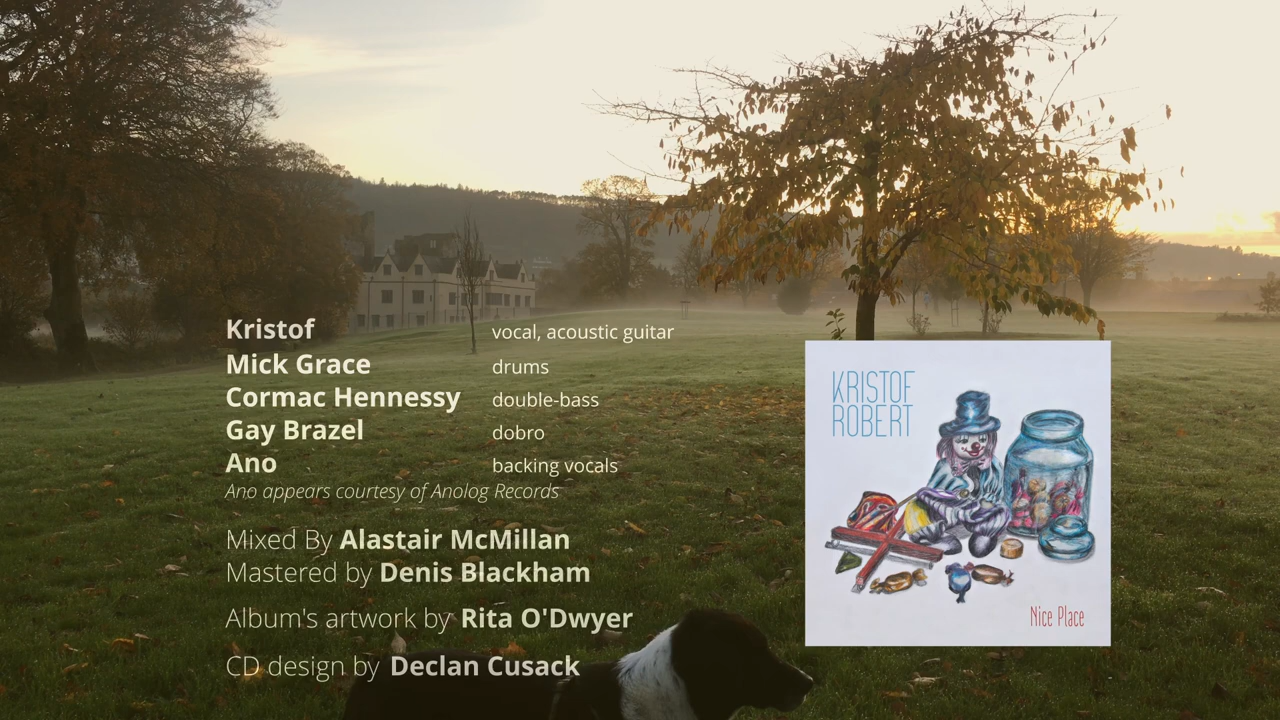 Kristof vocal, acoustic guitar
Mick Grace drums
Cormac Hennessy double-bass
Gay Brazel dobro
Ano backing vocals
Ano appears courtesy of Anolog Records
Mixed By Alastair McMillan
Mastered by Denis Blackham
Album's artwork by Rita O'Dwyer
CD design by Declan Cusack
KRISTOF
ROBERT
Nice Place